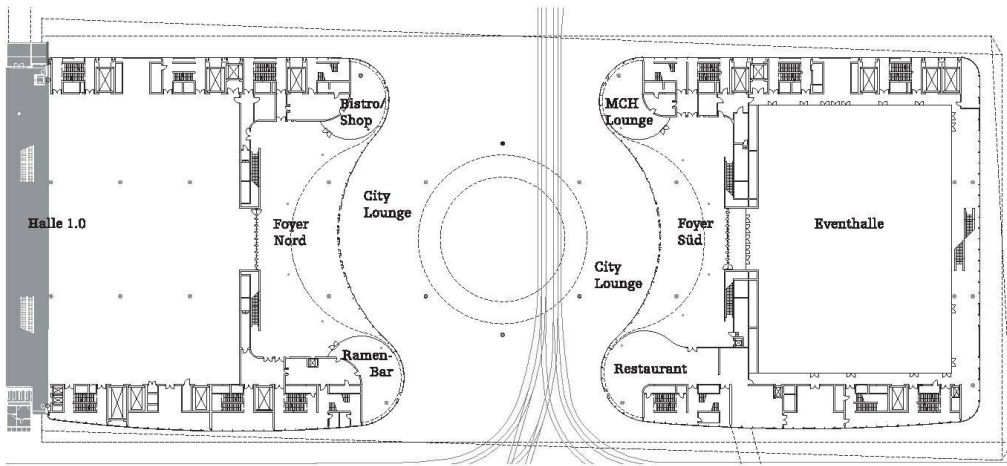 Bistro/
Shop
MCH
Lounge
Halle 1.0
Foyer
Nord
City
Lounge
Foyer
Süd
Eventhalle
City
Lounge
Ramen-
Bar
Restaurant